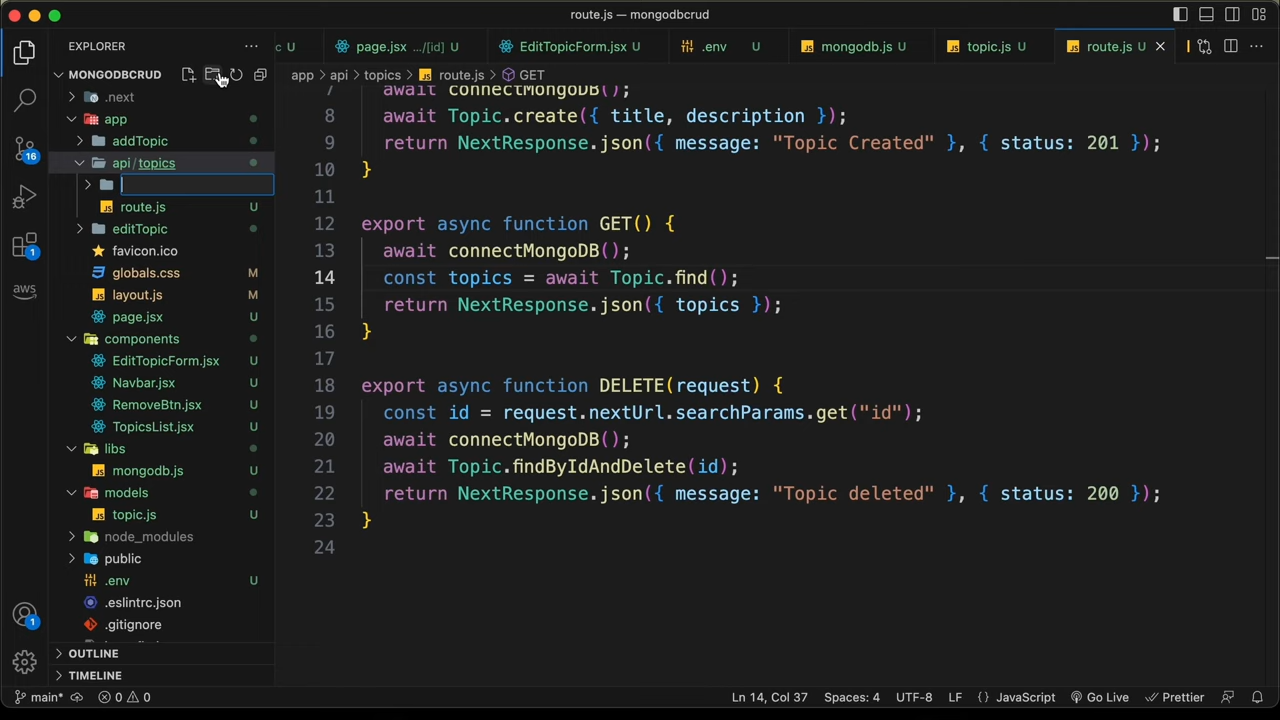 route.js — mongodbcrud
EXPLORER
MONGODBCRUD
.next
app
addTopic
api / topics
route.js U
editTopic
favicon.ico
globals.css M
layout.js M
page.jsx U
components
EditTopicForm.jsx U
Navbar.jsx U
RemoveBtn.jsx U
TopicsList.jsx U
libs
mongodb.js U
models
topic.js U
node_modules
public
.env U
.eslintrc.json
.gitignore
OUTLINE
TIMELINE
16
1
aws
1
c U
page.jsx .../[id] U
EditTopicForm.jsx U
.env U
mongodb.js U
topic.js U
route.js U
app > api > topics > route.js > GET
7 await connectMongoDB();
8 await Topic.create({ title, description });
9 return NextResponse.json({ message: "Topic Created" }, { status: 201 });
10 }
11
12 export async function GET() {
13 await connectMongoDB();
14 const topics = await Topic.find();
15 return NextResponse.json({ topics });
16 }
17
18 export async function DELETE(request) {
19 const id = request.nextUrl.searchParams.get("id");
20 await connectMongoDB();
21 await Topic.findByIdAndDelete(id);
22 return NextResponse.json({ message: "Topic deleted" }, { status: 200 });
23 }
24
main* 0 0 Ln 14, Col 37 Spaces: 4 UTF-8 LF {} JavaScript Go Live Prettier